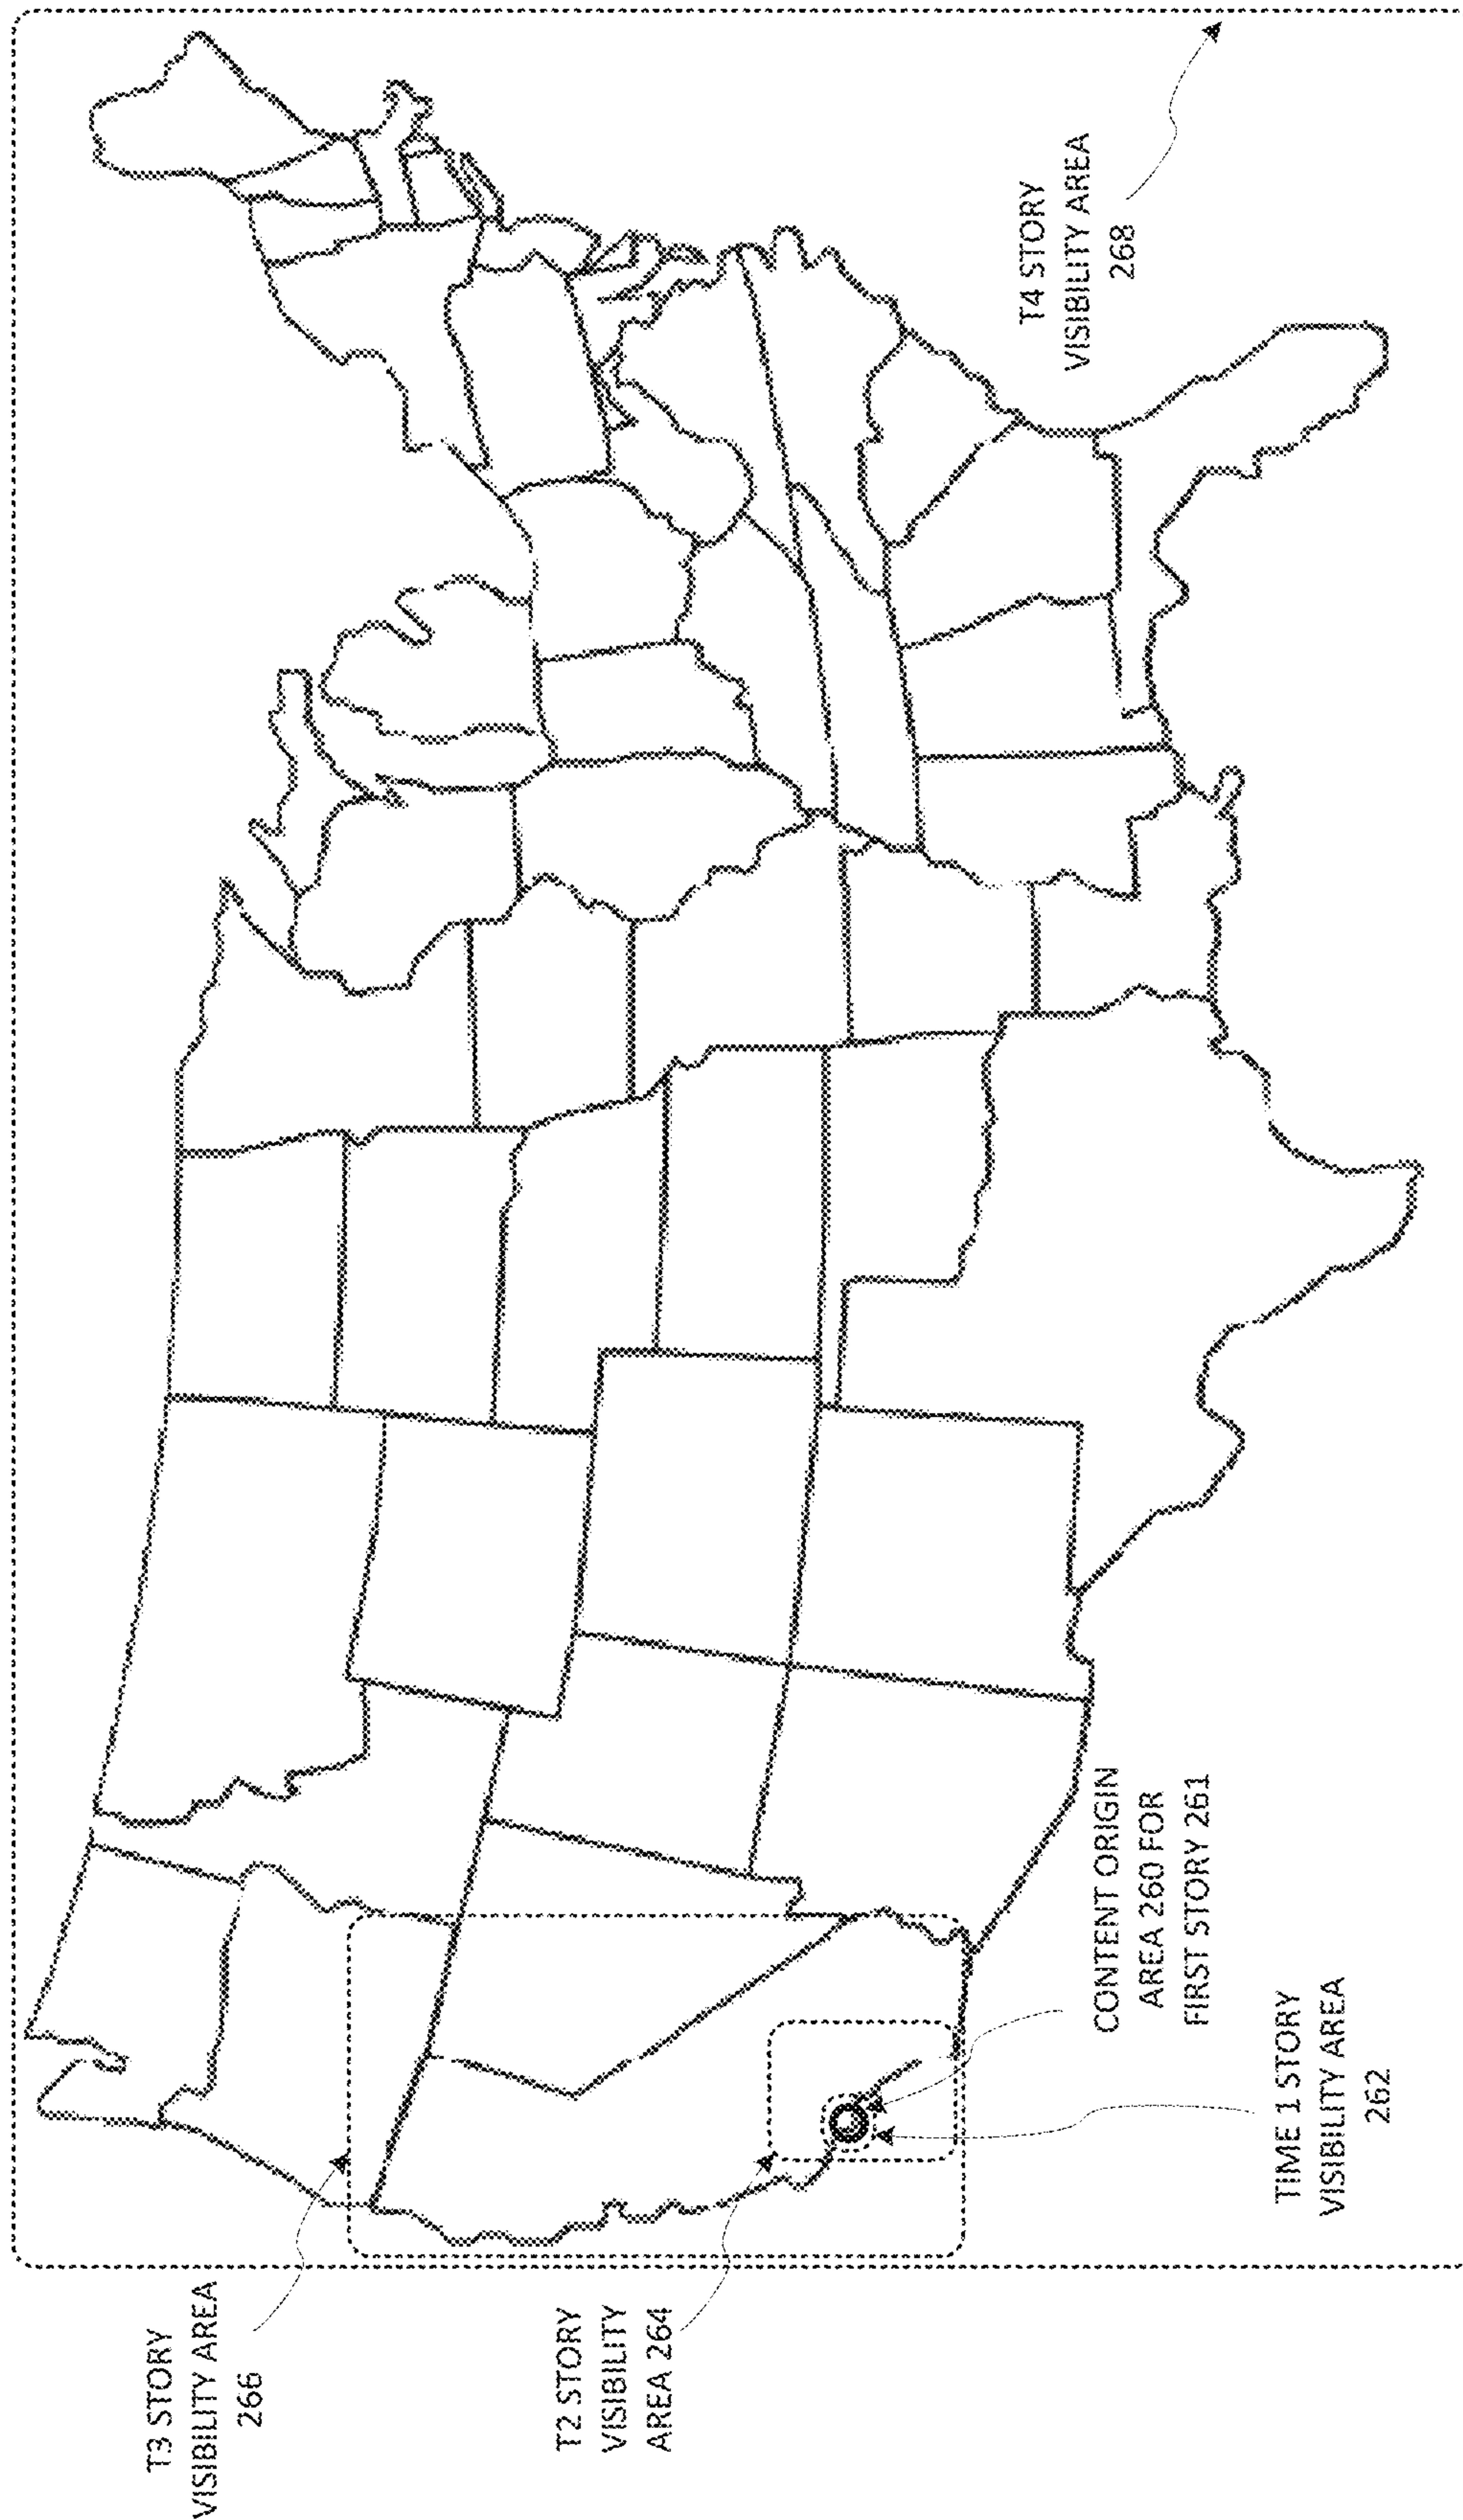 T3 STORY
VISIBILITY AREA
266
T2 STORY
VISIBILITY
AREA 264
TIME 1 STORY
VISIBILITY AREA
262
CONTENT ORIGIN
AREA 260 FOR
FIRST STORY 261
T4 STORY
VISIBILITY AREA
268